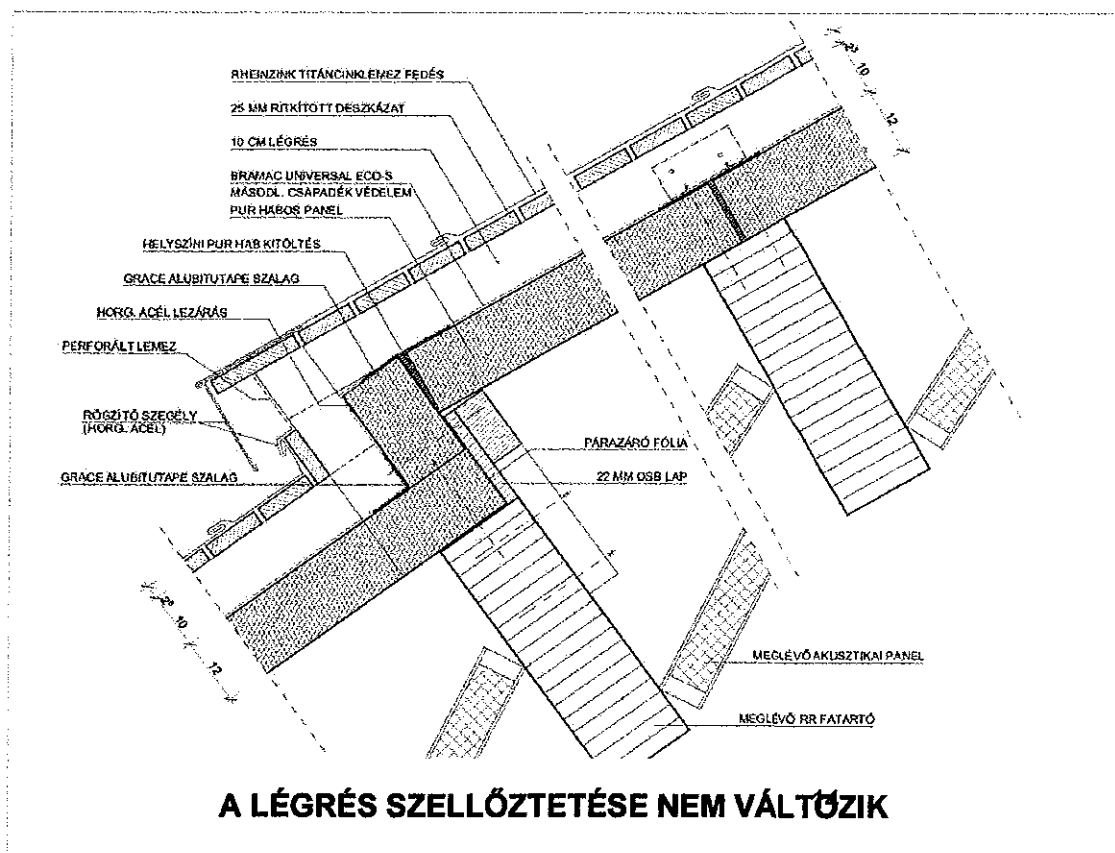 RHEINZINK TITÁNCINKLEMEZ FEDÉS
25 MM RITKÍTOTT DESZKÁZAT
10 CM LÉGRÉS
BRAMAC UNIVERSAL ECO-S
MÁSODL. CSAPADÉK VÉDELEM
PUR HABOS PANEL
HELYSZÍNI PUR HAB KITÖLTÉS
GRACE ALUBITUTAPE SZALAG
HORG. ACÉL LEZÁRÁS
PERFORÁLT LEMEZ
RÖGZÍTŐ SZEGÉLY
(HORG. ACÉL)
GRACE ALUBITUTAPE SZALAG
2⁵
10
12
PÁRAZÁRÓ FÓLIA
22 MM OSB LAP
2⁵
10
12
MEGLÉVŐ AKUSZTIKAI PANEL
MEGLÉVŐ RR FATARTÓ
A LÉGRÉS SZELLŐZTETÉSE NEM VÁLTOZIK